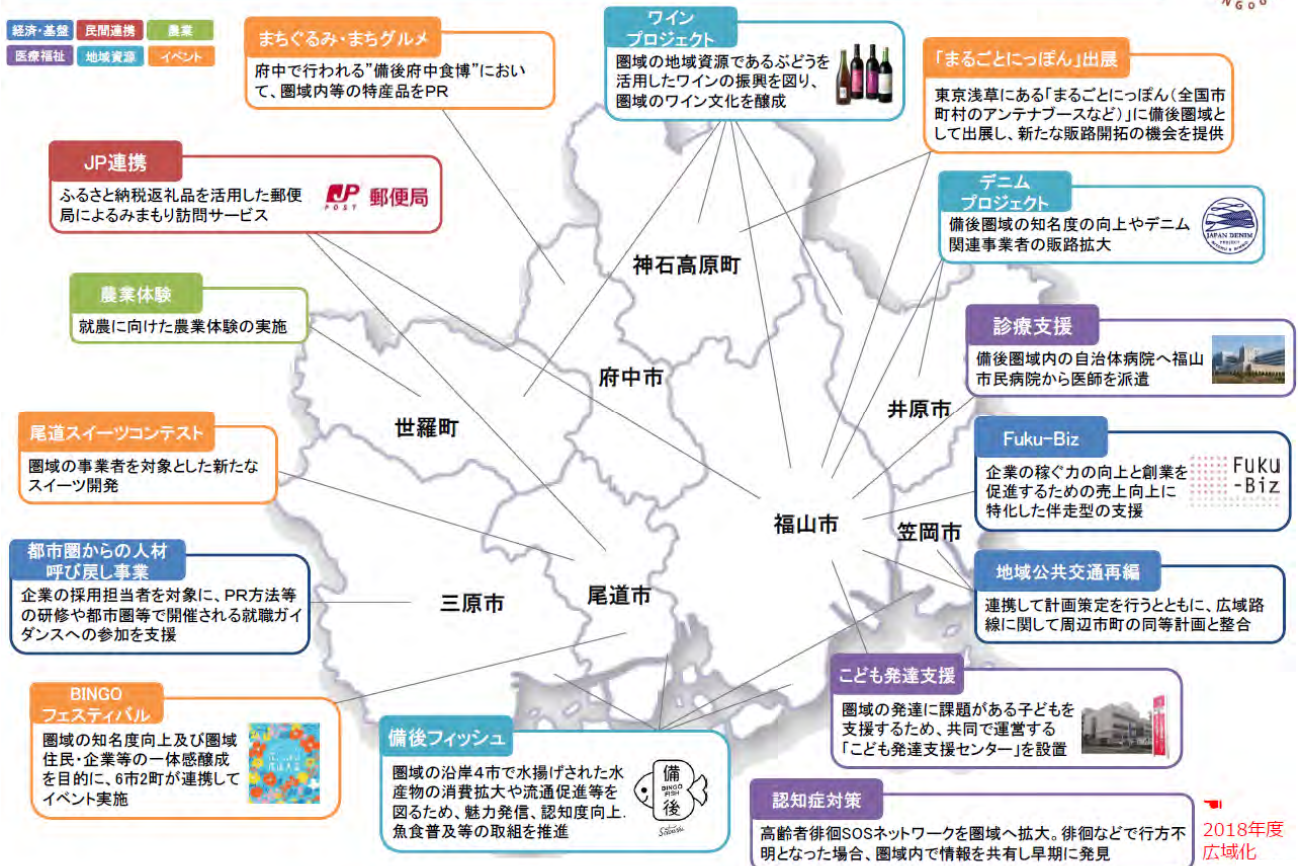 NGOU
経済・基盤
民間連携
農業
医療福祉
地域資源
イベント
まちぐるみ・まちグルメ
府中で行われる"備後府中食博"におい
て、圏域内等の特産品をPR
ワイン
プロジェクト
圏域の地域資源であるぶどうを
活用したワインの振興を図り、
圏域のワイン文化を醸成
「まるごとにっぽん」出展
東京浅草にある「まるごとにっぽん(全国市
町村のアンテナブースなど)」に備後圏域と
して出展し、新たな販路開拓の機会を提供
JP連携
ふるさと納税返礼品を活用した郵便
局によるみまもり訪問サービス
JP
POST
郵便局
デニム
プロジェクト
備後圏域の知名度の向上やデニム
関連事業者の販路拡大
JAPAN DENIM
PROJECT
農業体験
就農に向けた農業体験の実施
診療支援
備後圏域内の自治体病院へ福山
市民病院から医師を派遣
尾道スイーツコンテスト
圏域の事業者を対象とした新たな
スイーツ開発
Fuku-Biz
企業の稼ぐ力の向上と創業を
促進するための売上向上に
特化した伴走型の支援
Fuku
-Biz
都市圏からの人材
呼び戻し事業
企業の採用担当者を対象に、PR方法等
の研修や都市圏等で開催される就職ガイ
ダンスへの参加を支援
地域公共交通再編
連携して計画策定を行うとともに、広域路
線に関して周辺市町の同等計画と整合
神石高原町
府中市
世羅町
井原市
福山市
笠岡市
尾道市
三原市
BINGO
フェスティバル
圏域の知名度向上及び圏域
住民・企業等の一体感醸成
を目的に、6市2町が連携して
イベント実施
備後フィッシュ
圏域の沿岸4市で水揚げされた水
産物の消費拡大や流通促進等を
図るため、魅力発信、認知度向上.
魚食普及等の取組を推進
備
BINGO
FISH
後
こども発達支援
圏域の発達に課題がある子どもを
支援するため、共同で運営する
「こども発達支援センター」を設置
認知症対策
高齢者徘徊SOSネットワークを圏域へ拡大。徘徊などで行方不
明となった場合、圏域内で情報を共有し早期に発見
2018年度
広域化